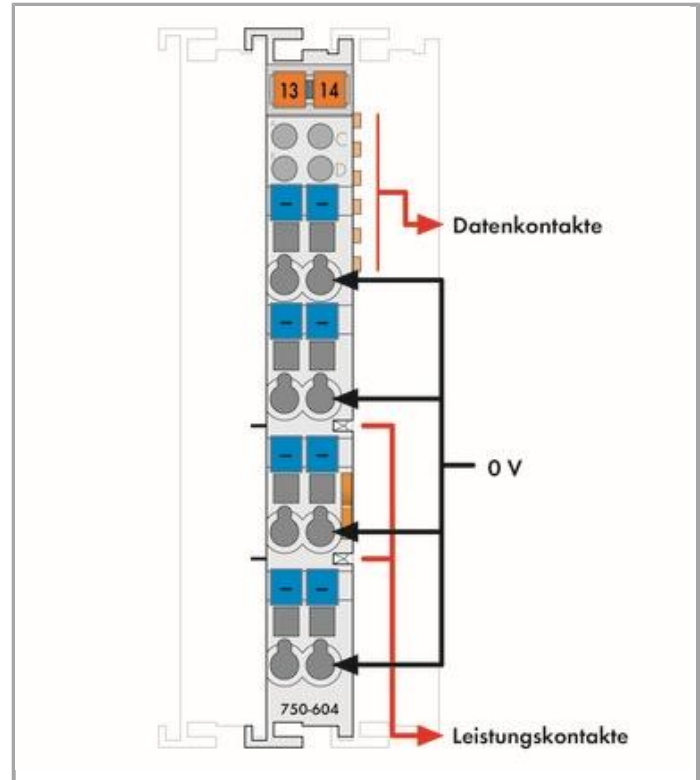 13 14
C
D
Datenkontakte
– –
– –
0 V
– –
– –
750-604
Leistungskontakte